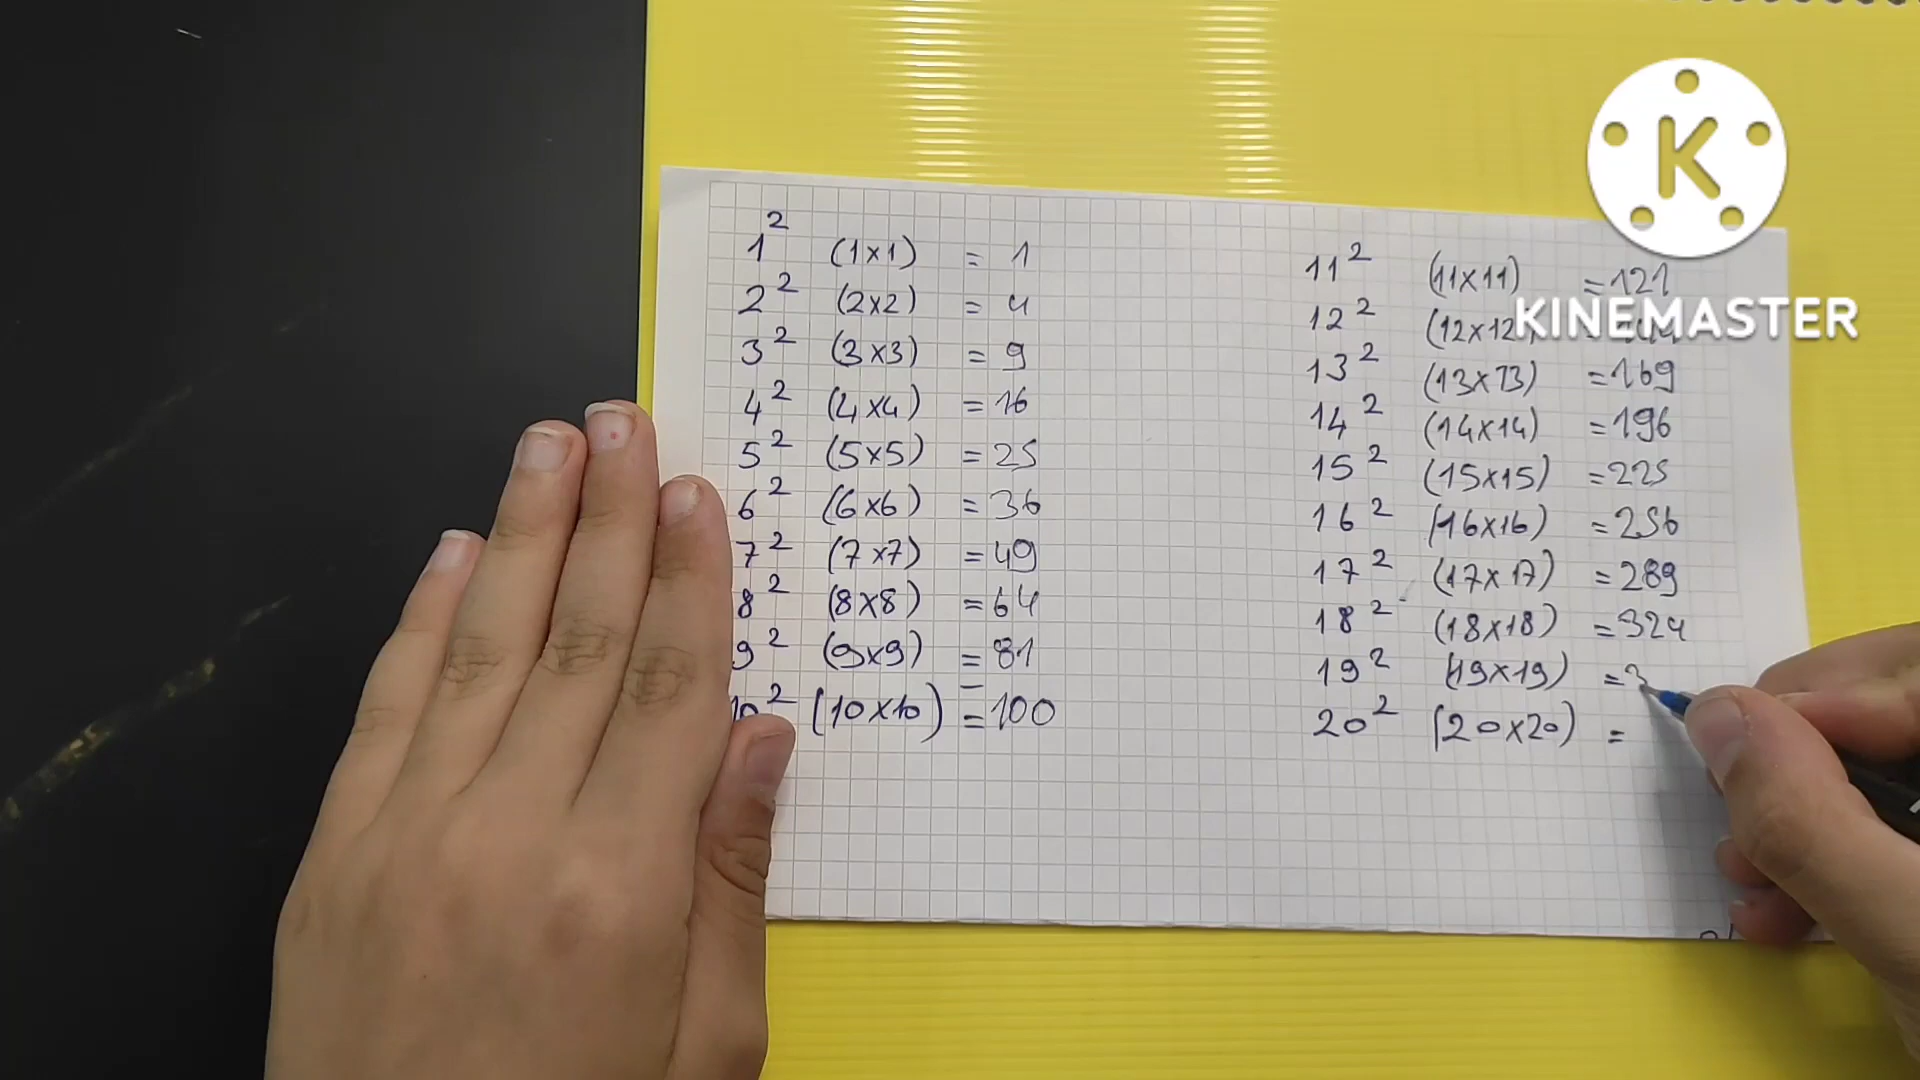 1² (1x1) = 1
2² (2x2) = 4
3² (3x3) = 9
4² (4x4) = 16
5² (5x5) = 25
6² (6x6) = 36
7² (7x7) = 49
8² (8x8) = 64
9² (9x9) = 81
10² (10x10) = 100
11² (11x11) = 121
12² (12x12)
13² (13x13) = 169
14² (14x14) = 196
15² (15x15) = 225
16² (16x16) = 256
17² (17x17) = 289
18² (18x18) = 324
19² (19x19) = 3
20² (20x20) =
K
KINEMASTER